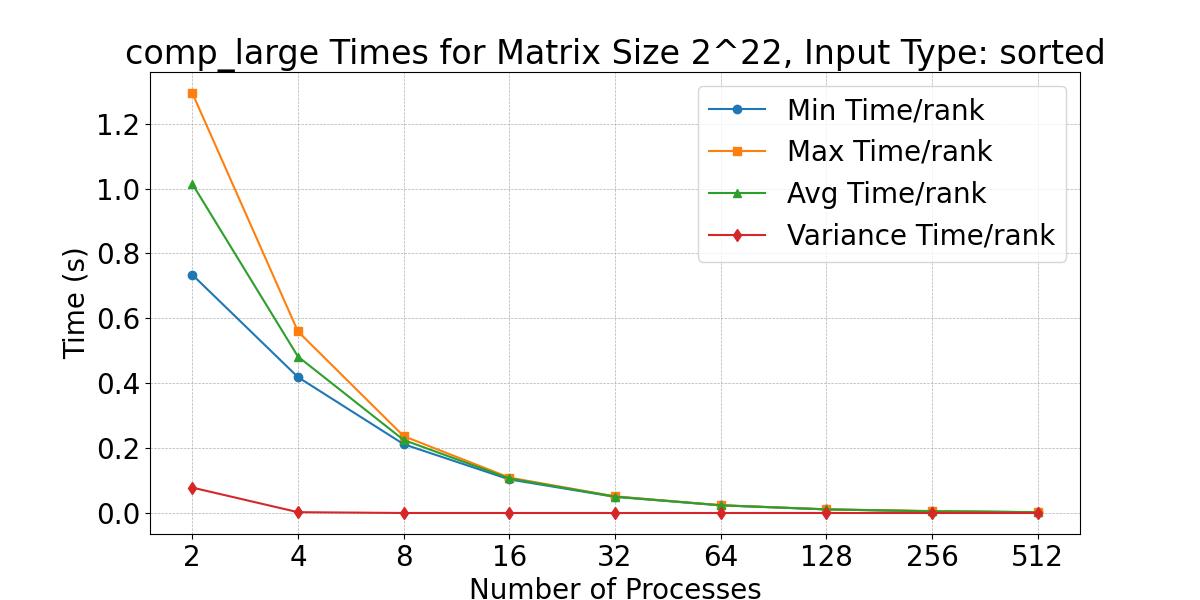 comp_large Times for Matrix Size 2^22, Input Type: sorted
Min Time/rank
Max Time/rank
Avg Time/rank
Variance Time/rank
Time (s)
1.2
1.0
0.8
0.6
0.4
0.2
0.0
2 4 8 16 32 64 128 256 512
Number of Processes